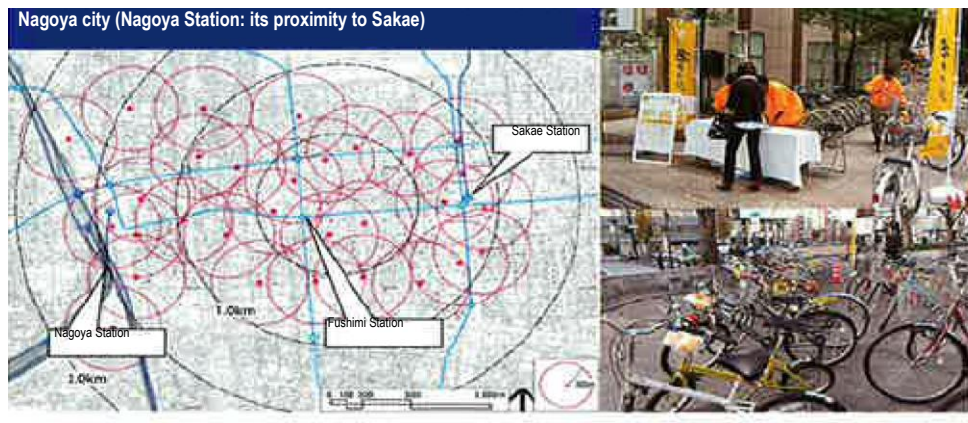 Nagoya city (Nagoya Station: its proximity to Sakae)
Sakae Station
1.0km
Fushimi Station
Nagoya Station
2.0km